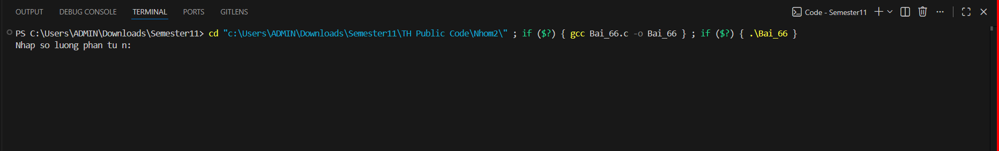 OUTPUT DEBUG CONSOLE TERMINAL PORTS GITLENS Code - Semester11
PS C:\Users\ADMIN\Downloads\Semester11> cd "c:\Users\ADMIN\Downloads\Semester11\TH Public Code\Nhom2\" ; if ($?) { gcc Bai_66.c -o Bai_66 } ; if ($?) { .\Bai_66 }
Nhap so luong phan tu n: